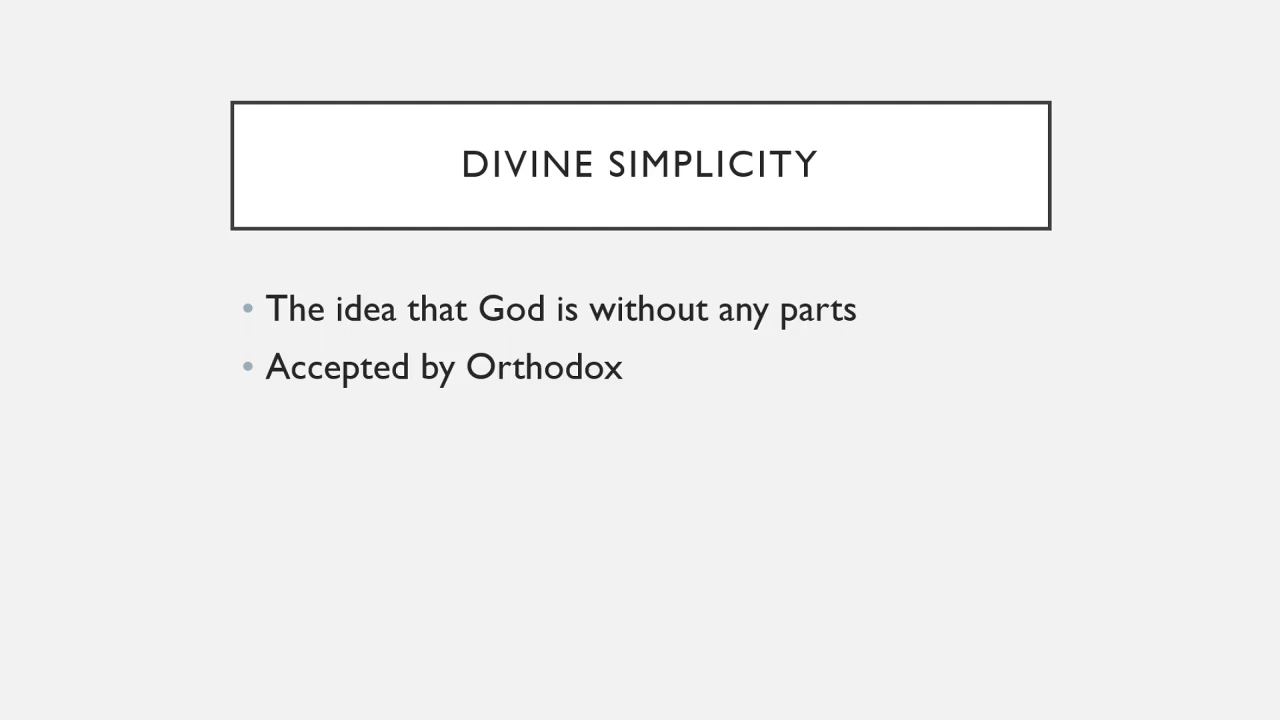 DIVINE SIMPLICITY
• The idea that God is without any parts
• Accepted by Orthodox